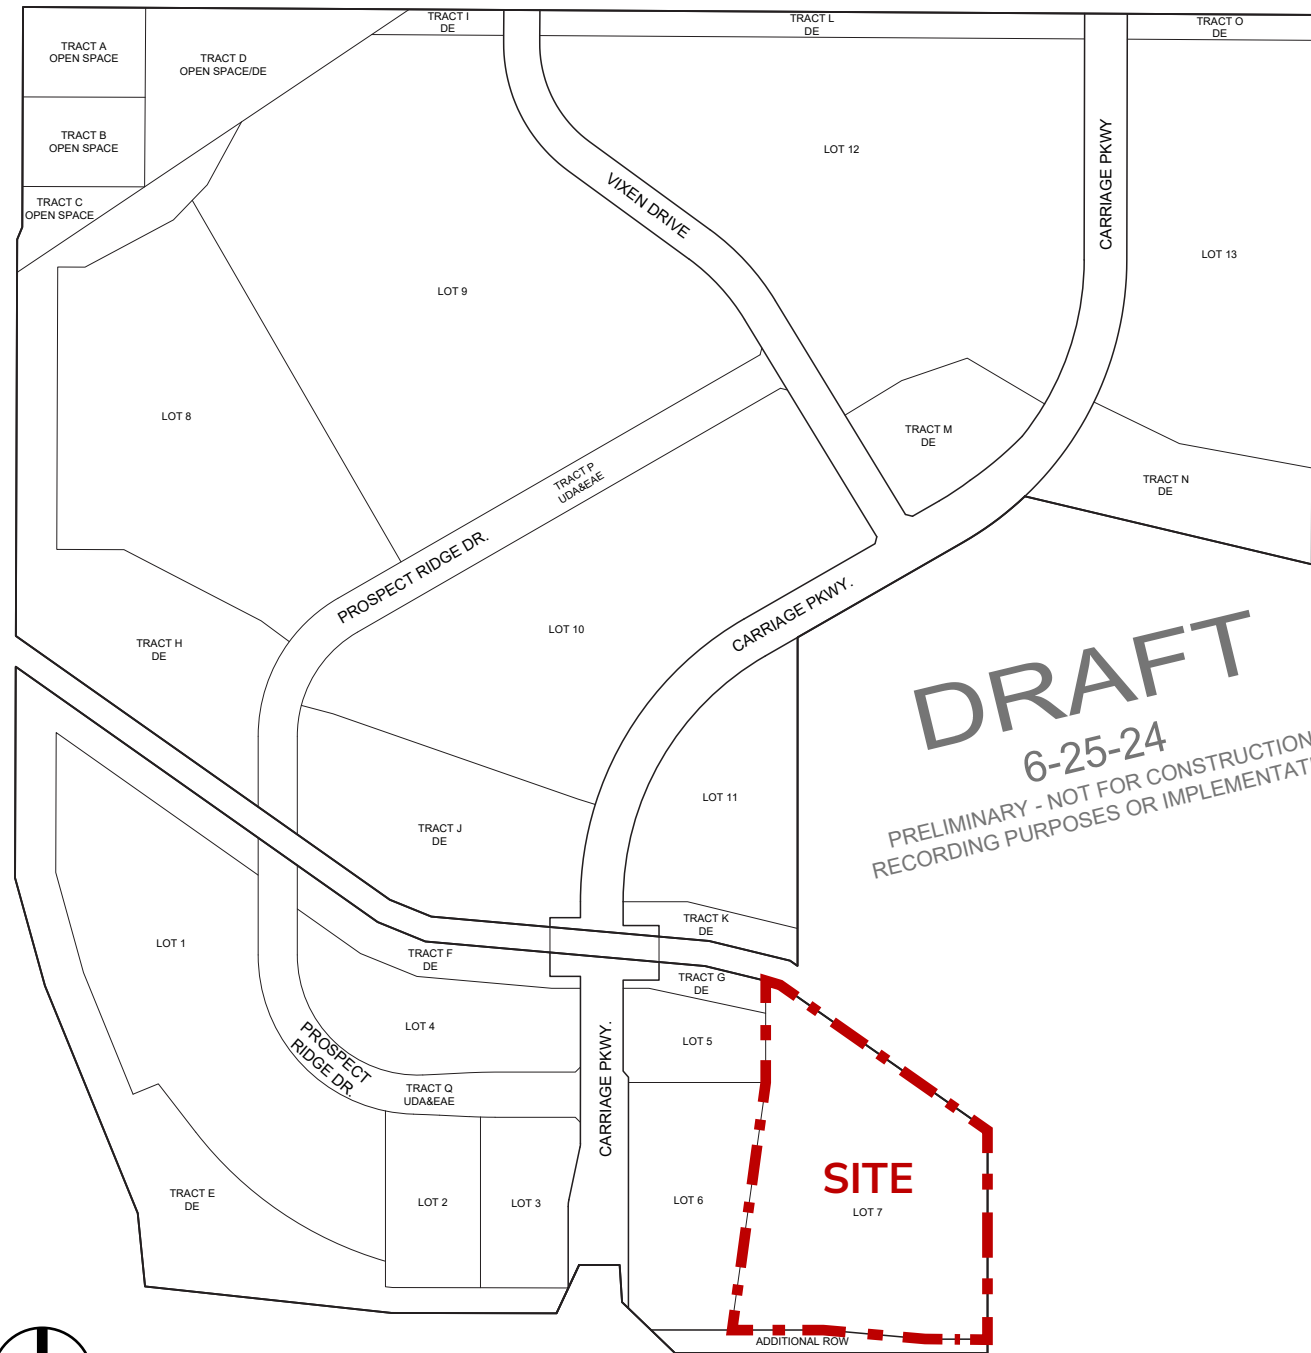 TRACT I
DE
TRACT L
DE
TRACT O
DE
TRACT A
OPEN SPACE
TRACT D
OPEN SPACE/DE
TRACT B
OPEN SPACE
TRACT C
OPEN SPACE
LOT 12
CARRIAGE PKWY
VIXEN DRIVE
LOT 13
LOT 9
LOT 8
TRACT M
DE
TRACT P
UDA&EAE
TRACT N
DE
PROSPECT RIDGE DR.
CARRIAGE PKWY.
LOT 10
TRACT H
DE
DRAFT
6-25-24
PRELIMINARY - NOT FOR CONSTRUCTION
RECORDING PURPOSES OR IMPLEMENTAT
LOT 11
TRACT J
DE
TRACT K
DE
LOT 1
TRACT F
DE
TRACT G
DE
LOT 4
LOT 5
PROSPECT
RIDGE DR.
CARRIAGE PKWY.
TRACT Q
UDA&EAE
SITE
LOT 7
TRACT E
DE
LOT 2
LOT 3
LOT 6
ADDITIONAL ROW